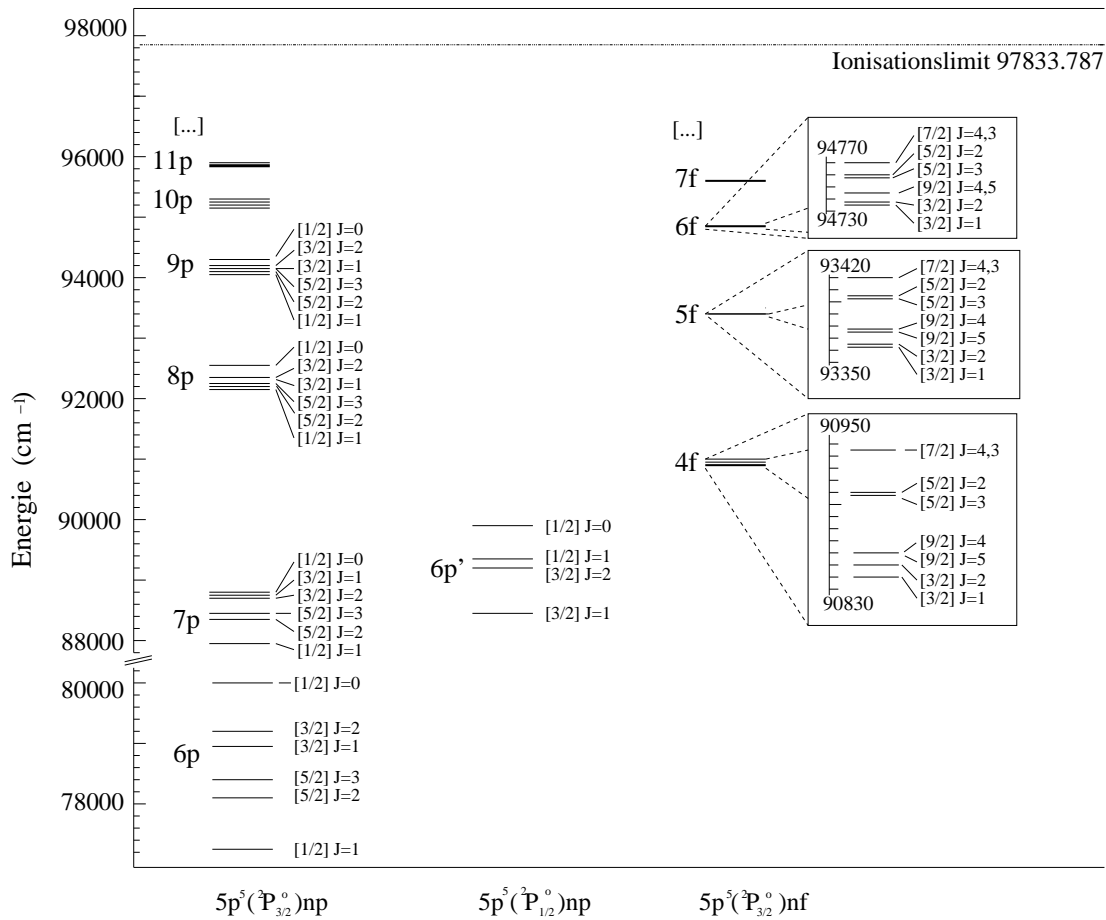 98000
96000
94000
92000
90000
88000
80000
78000
Energie (cm ⁻¹)
Ionisationslimit 97833.787
[...]
11p
10p
9p
[1/2] J=0
[3/2] J=2
[3/2] J=1
[5/2] J=3
[5/2] J=2
[1/2] J=1
8p
[1/2] J=0
[3/2] J=2
[3/2] J=1
[5/2] J=3
[5/2] J=2
[1/2] J=1
7p
[1/2] J=0
[3/2] J=1
[3/2] J=2
[5/2] J=3
[5/2] J=2
[1/2] J=1
6p
[1/2] J=0
[3/2] J=2
[3/2] J=1
[5/2] J=3
[5/2] J=2
[1/2] J=1
6p’
[1/2] J=0
[1/2] J=1
[3/2] J=2
[3/2] J=1
[...]
7f
6f
94770
94730
[7/2] J=4,3
[5/2] J=2
[5/2] J=3
[9/2] J=4,5
[3/2] J=2
[3/2] J=1
5f
93420
93350
[7/2] J=4,3
[5/2] J=2
[5/2] J=3
[9/2] J=4
[9/2] J=5
[3/2] J=2
[3/2] J=1
4f
90950
90830
[7/2] J=4,3
[5/2] J=2
[5/2] J=3
[9/2] J=4
[9/2] J=5
[3/2] J=2
[3/2] J=1
5p⁵(²P°₃/₂)np
5p⁵(²P°₁/₂)np
5p⁵(²P°₃/₂)nf